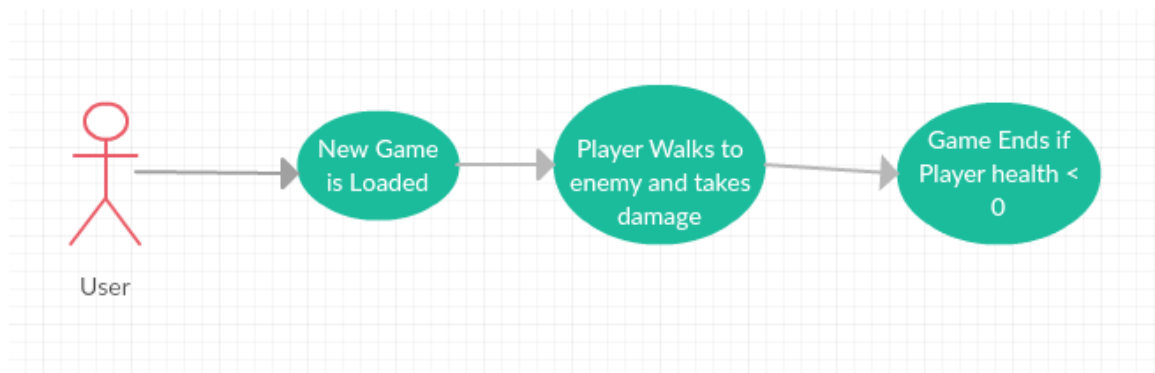 New Game
is Loaded
Player Walks to
enemy and takes
damage
Game Ends if
Player health <
0
User